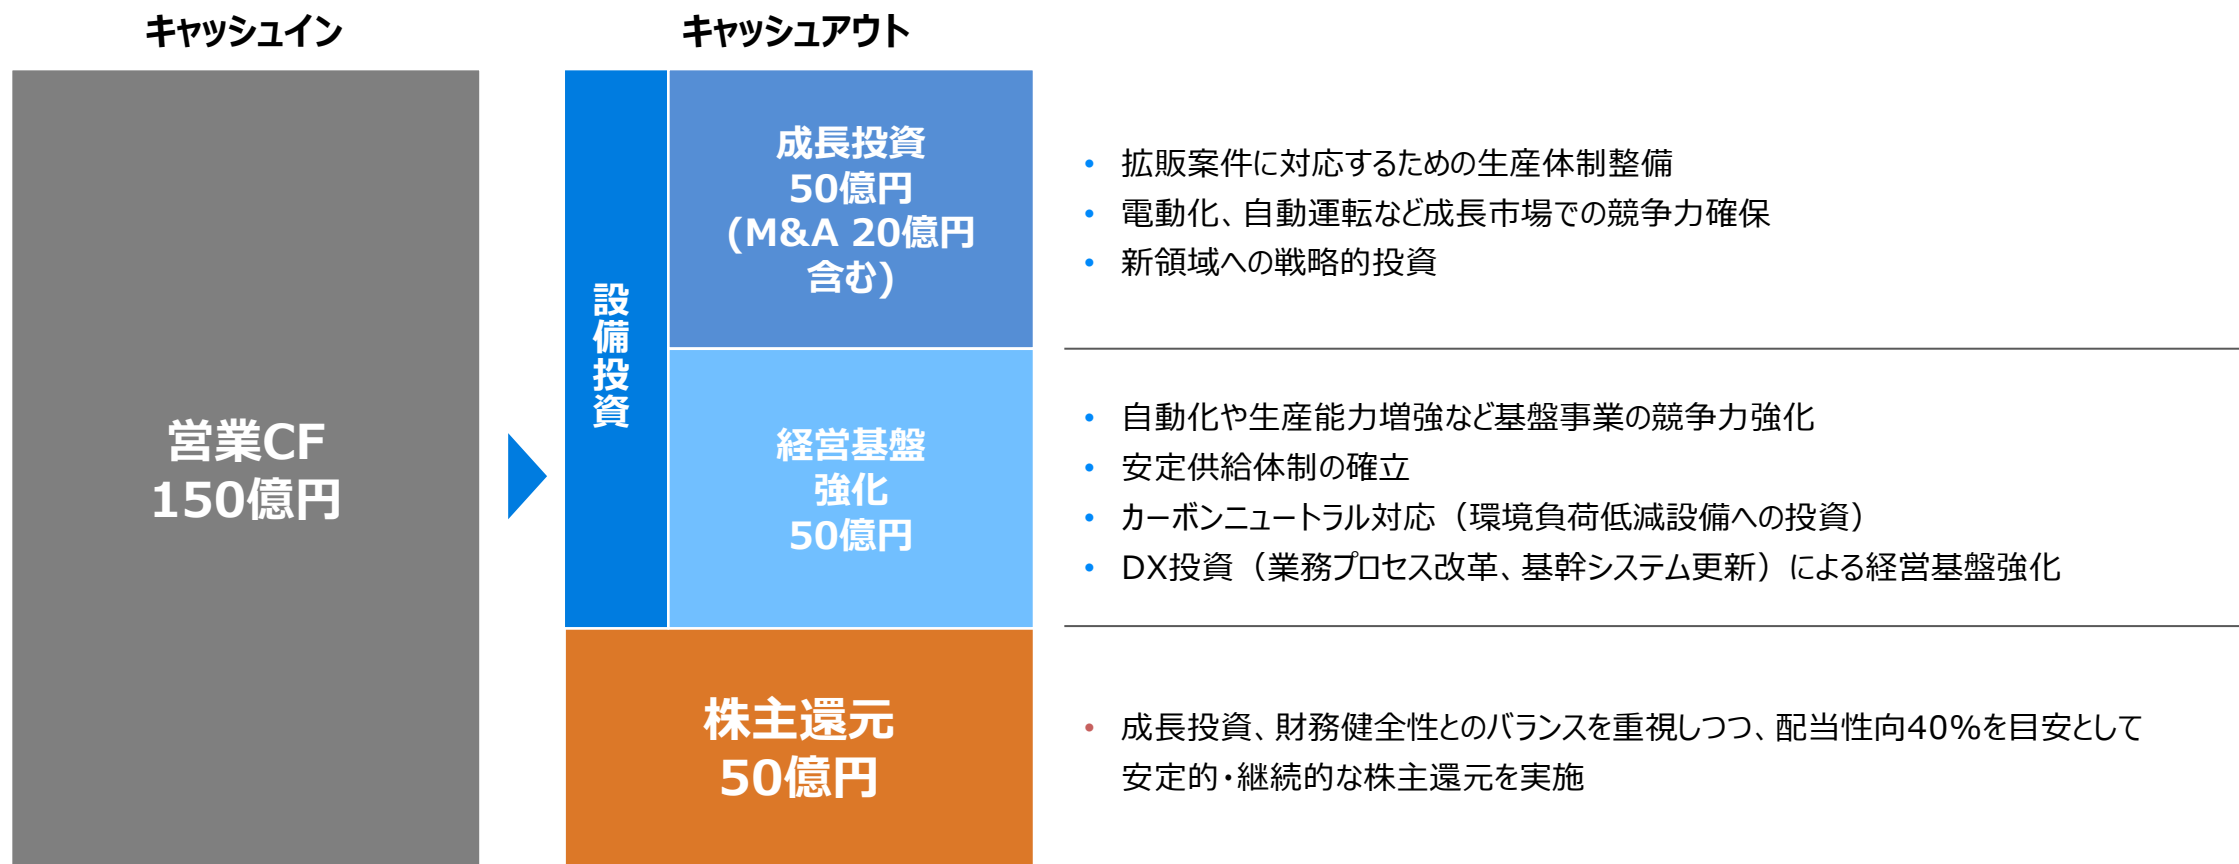 キャッシュイン
キャッシュアウト
営業CF
150億円
設備投資
成長投資
50億円
(M&A 20億円
含む)
・ 拡販案件に対応するための生産体制整備
・ 電動化、自動運転など成長市場での競争力確保
・ 新領域への戦略的投資
経営基盤
強化
50億円
・ 自動化や生産能力増強など基盤事業の競争力強化
・ 安定供給体制の確立
・ カーボンニュートラル対応（環境負荷低減設備への投資）
・ DX投資（業務プロセス改革、基幹システム更新）による経営基盤強化
株主還元
50億円
・ 成長投資、財務健全性とのバランスを重視しつつ、配当性向40%を目安として
安定的・継続的な株主還元を実施